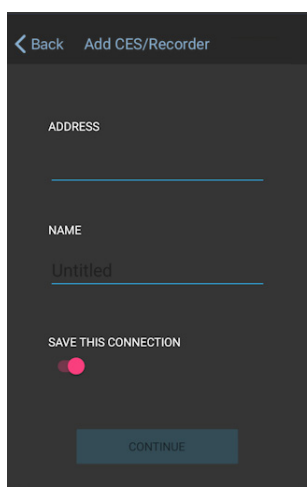 Back Add CES/Recorder
ADDRESS
NAME
Untitled
SAVE THIS CONNECTION
CONTINUE